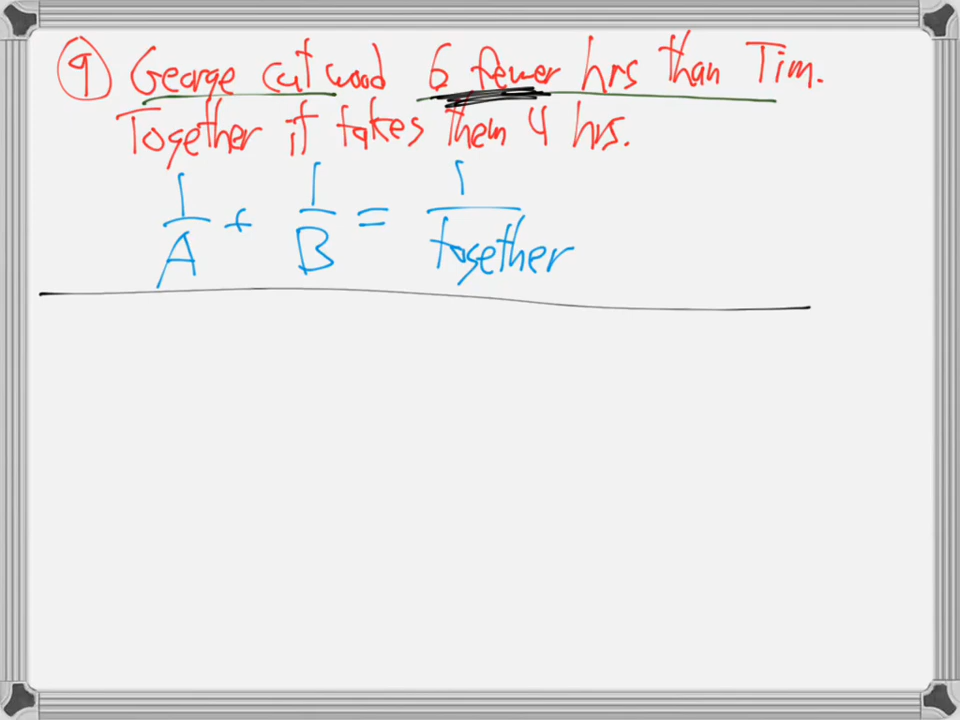 9 George cut wood 6 fewer hrs than Tim.
Together it takes them 4 hrs.
1/A + 1/B = 1/together